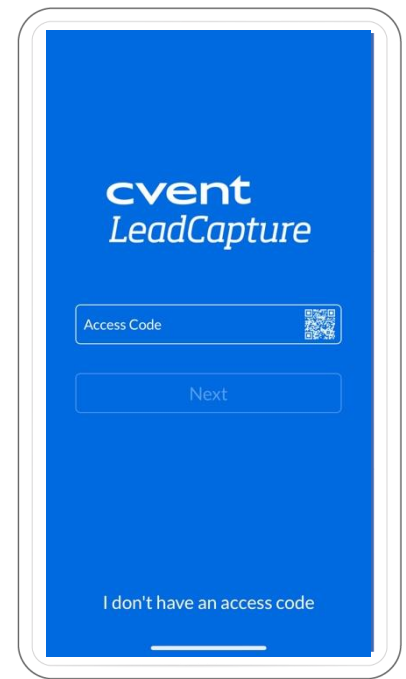 cvent
LeadCapture
Access Code
Next
I don't have an access code